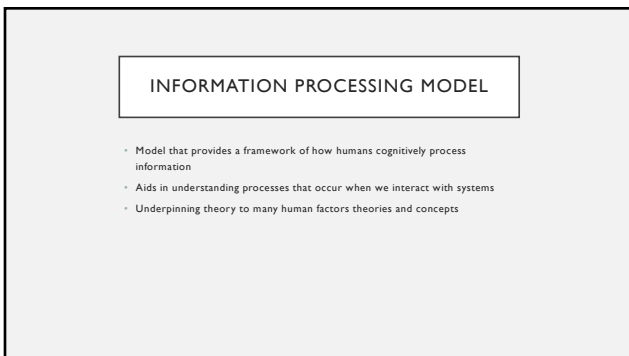 INFORMATION PROCESSING MODEL
• Model that provides a framework of how humans cognitively process
information
• Aids in understanding processes that occur when we interact with systems
• Underpinning theory to many human factors theories and concepts